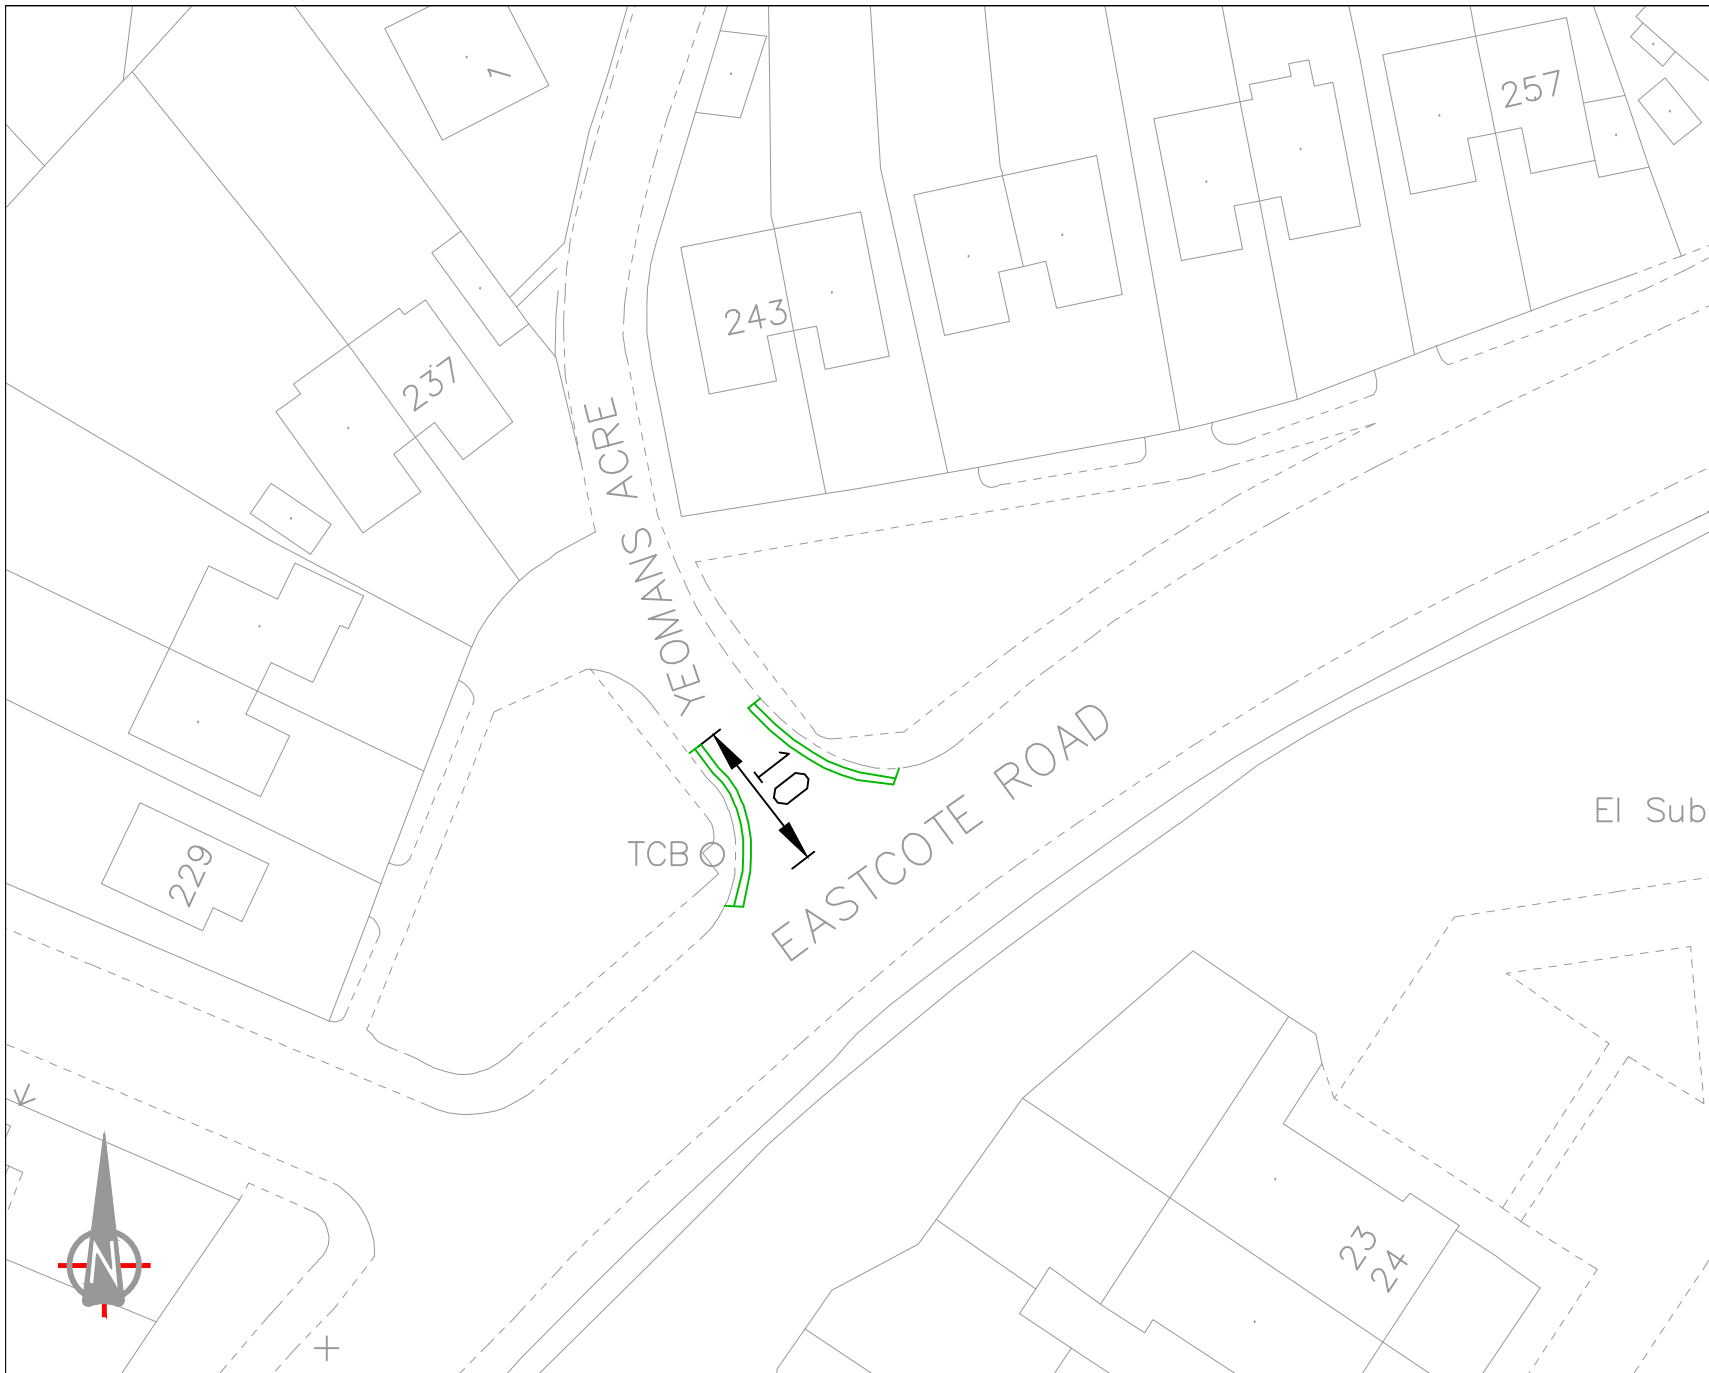 1
257
243
237
YEOMANS ACRE
10
EASTCOTE ROAD
El Sub
TCB
229
23
24
N